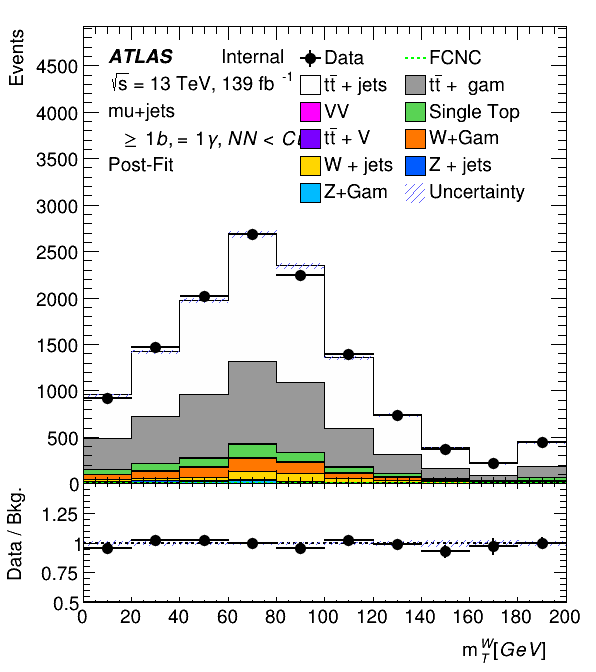 ATLAS Internal
√s = 13 TeV, 139 fb⁻¹
mu+jets
≥ 1b, = 1γ, NN <
Post-Fit
Data
FCNC
tt̄ + jets
tt̄ + gam
VV
Single Top
tt̄ + V
W+Gam
W + jets
Z + jets
Z+Gam
Uncertainty
Events
4500
4000
3500
3000
2500
2000
1500
1000
500
0
Data / Bkg.
1.25
1
0.75
0.5
0 20 40 60 80 100 120 140 160 180 200
m_T^W[GeV]